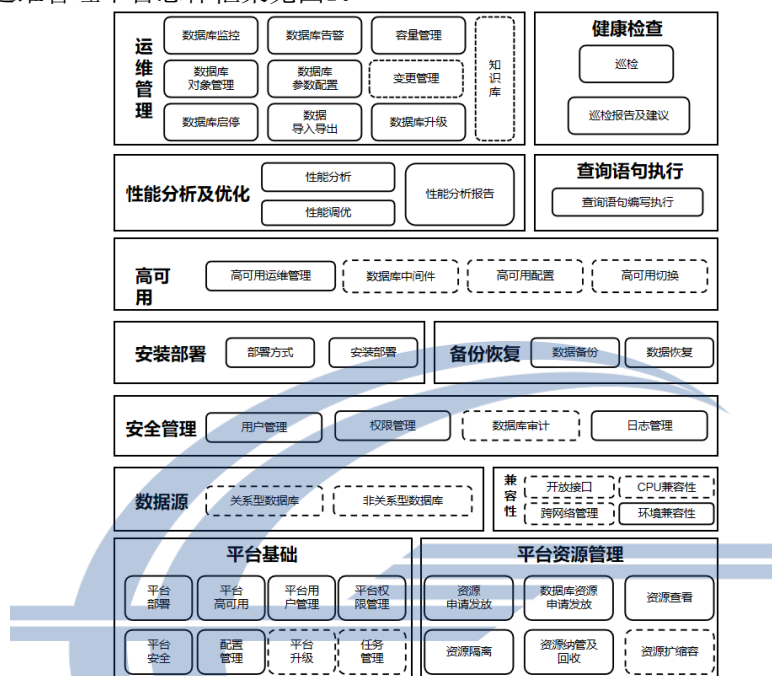 运维管理
数据库监控
数据库告警
容量管理
数据库
对象管理
数据库
参数配置
变更管理
数据库启停
数据
导入导出
数据库升级
知识库
健康检查
巡检
巡检报告及建议
性能分析及优化
性能分析
性能调优
性能分析报告
查询语句执行
查询语句编写执行
高可
用
高可用运维管理
数据库中间件
高可用配置
高可用切换
安装部署
部署方式
安装部署
备份恢复
数据备份
数据恢复
安全管理
用户管理
权限管理
数据库审计
日志管理
数据源
关系型数据库
非关系型数据库
兼容性
开放接口
CPU兼容性
跨网络管理
环境兼容性
平台基础
平台
部署
平台
高可用
平台用
户管理
平台权
限管理
平台
安全
配置
管理
平台
升级
任务
管理
平台资源管理
资源
申请发放
数据库资源
申请发放
资源查看
资源隔离
资源纳管及
回收
资源扩缩容